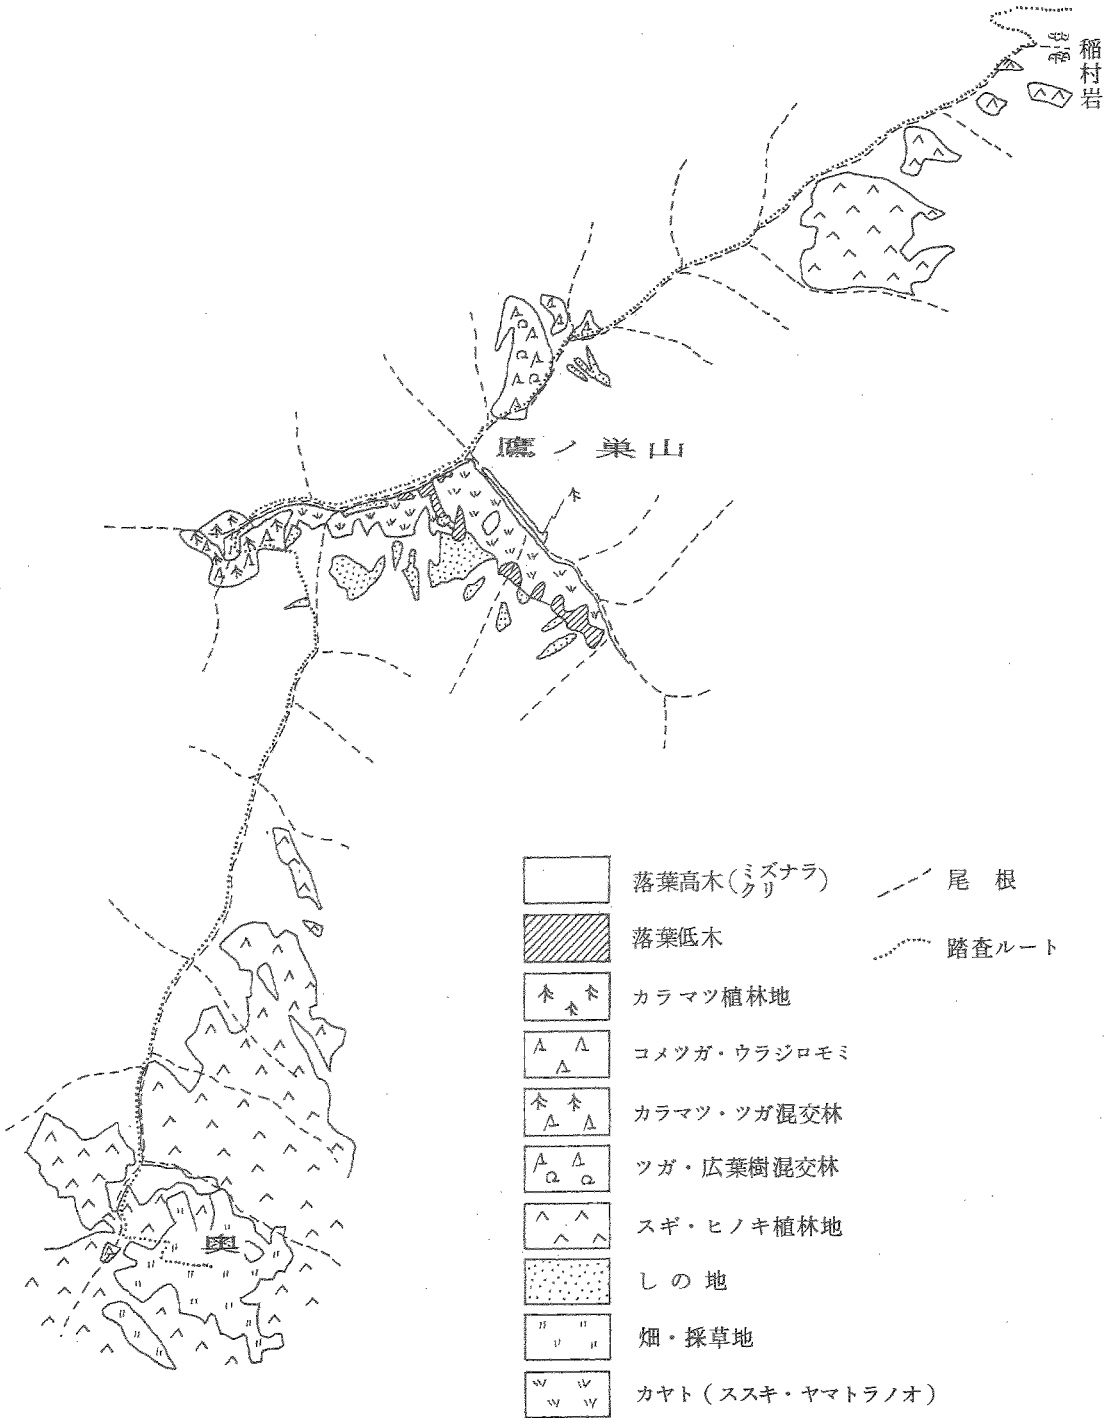 稲村岩
鷹ノ巣山
奥
落葉高木(ミズナラ クリ)
尾根
落葉低木
踏査ルート
カラマツ植林地
コメツガ・ウラジロモミ
カラマツ・ツガ混交林
ツガ・広葉樹混交林
スギ・ヒノキ植林地
しの地
畑・採草地
カヤト(ススキ・ヤマトラノオ)